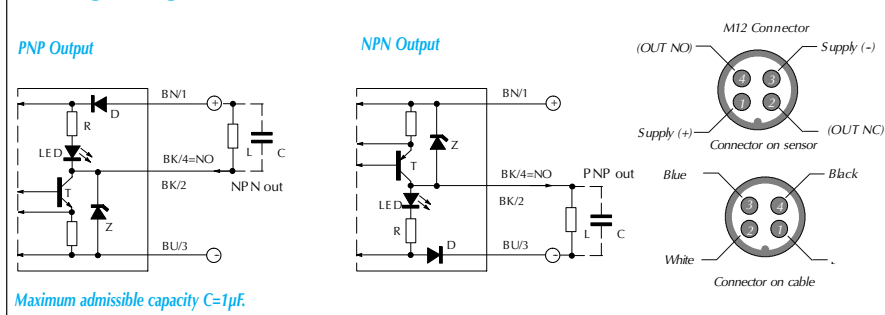 PNP Output
BN/1
+
D
R
LED
BK/4=NO
L
C
T
BK/2
NPN out
Z
BU/3
-
Maximum admissible capacity C=1µF.
NPN Output
BN/1
+
Z
T
BK/4=NO
PNP out
LED
BK/2
R
D
L
C
BU/3
-
M12 Connector
(OUT NO)
Supply (-)
4
3
1
2
Supply (+)
(OUT NC)
Connector on sensor
Blue
Black
3
4
2
1
White
Connector on cable